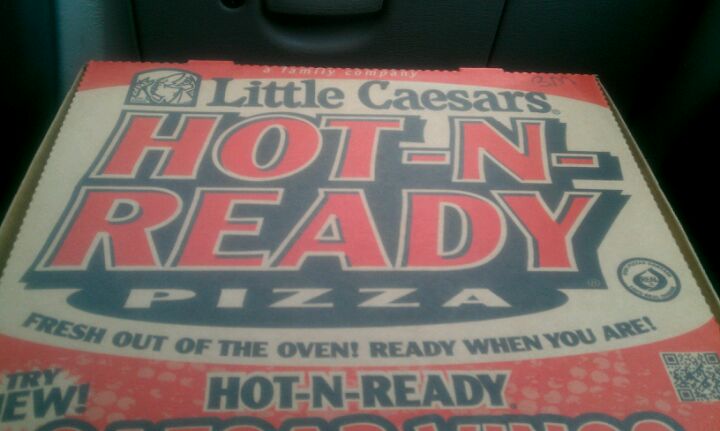 a family company
Little Caesars®
HOT-N-
READY®
PIZZA
FRESH OUT OF THE OVEN! READY WHEN YOU ARE!
TRY
HOT-N-READY